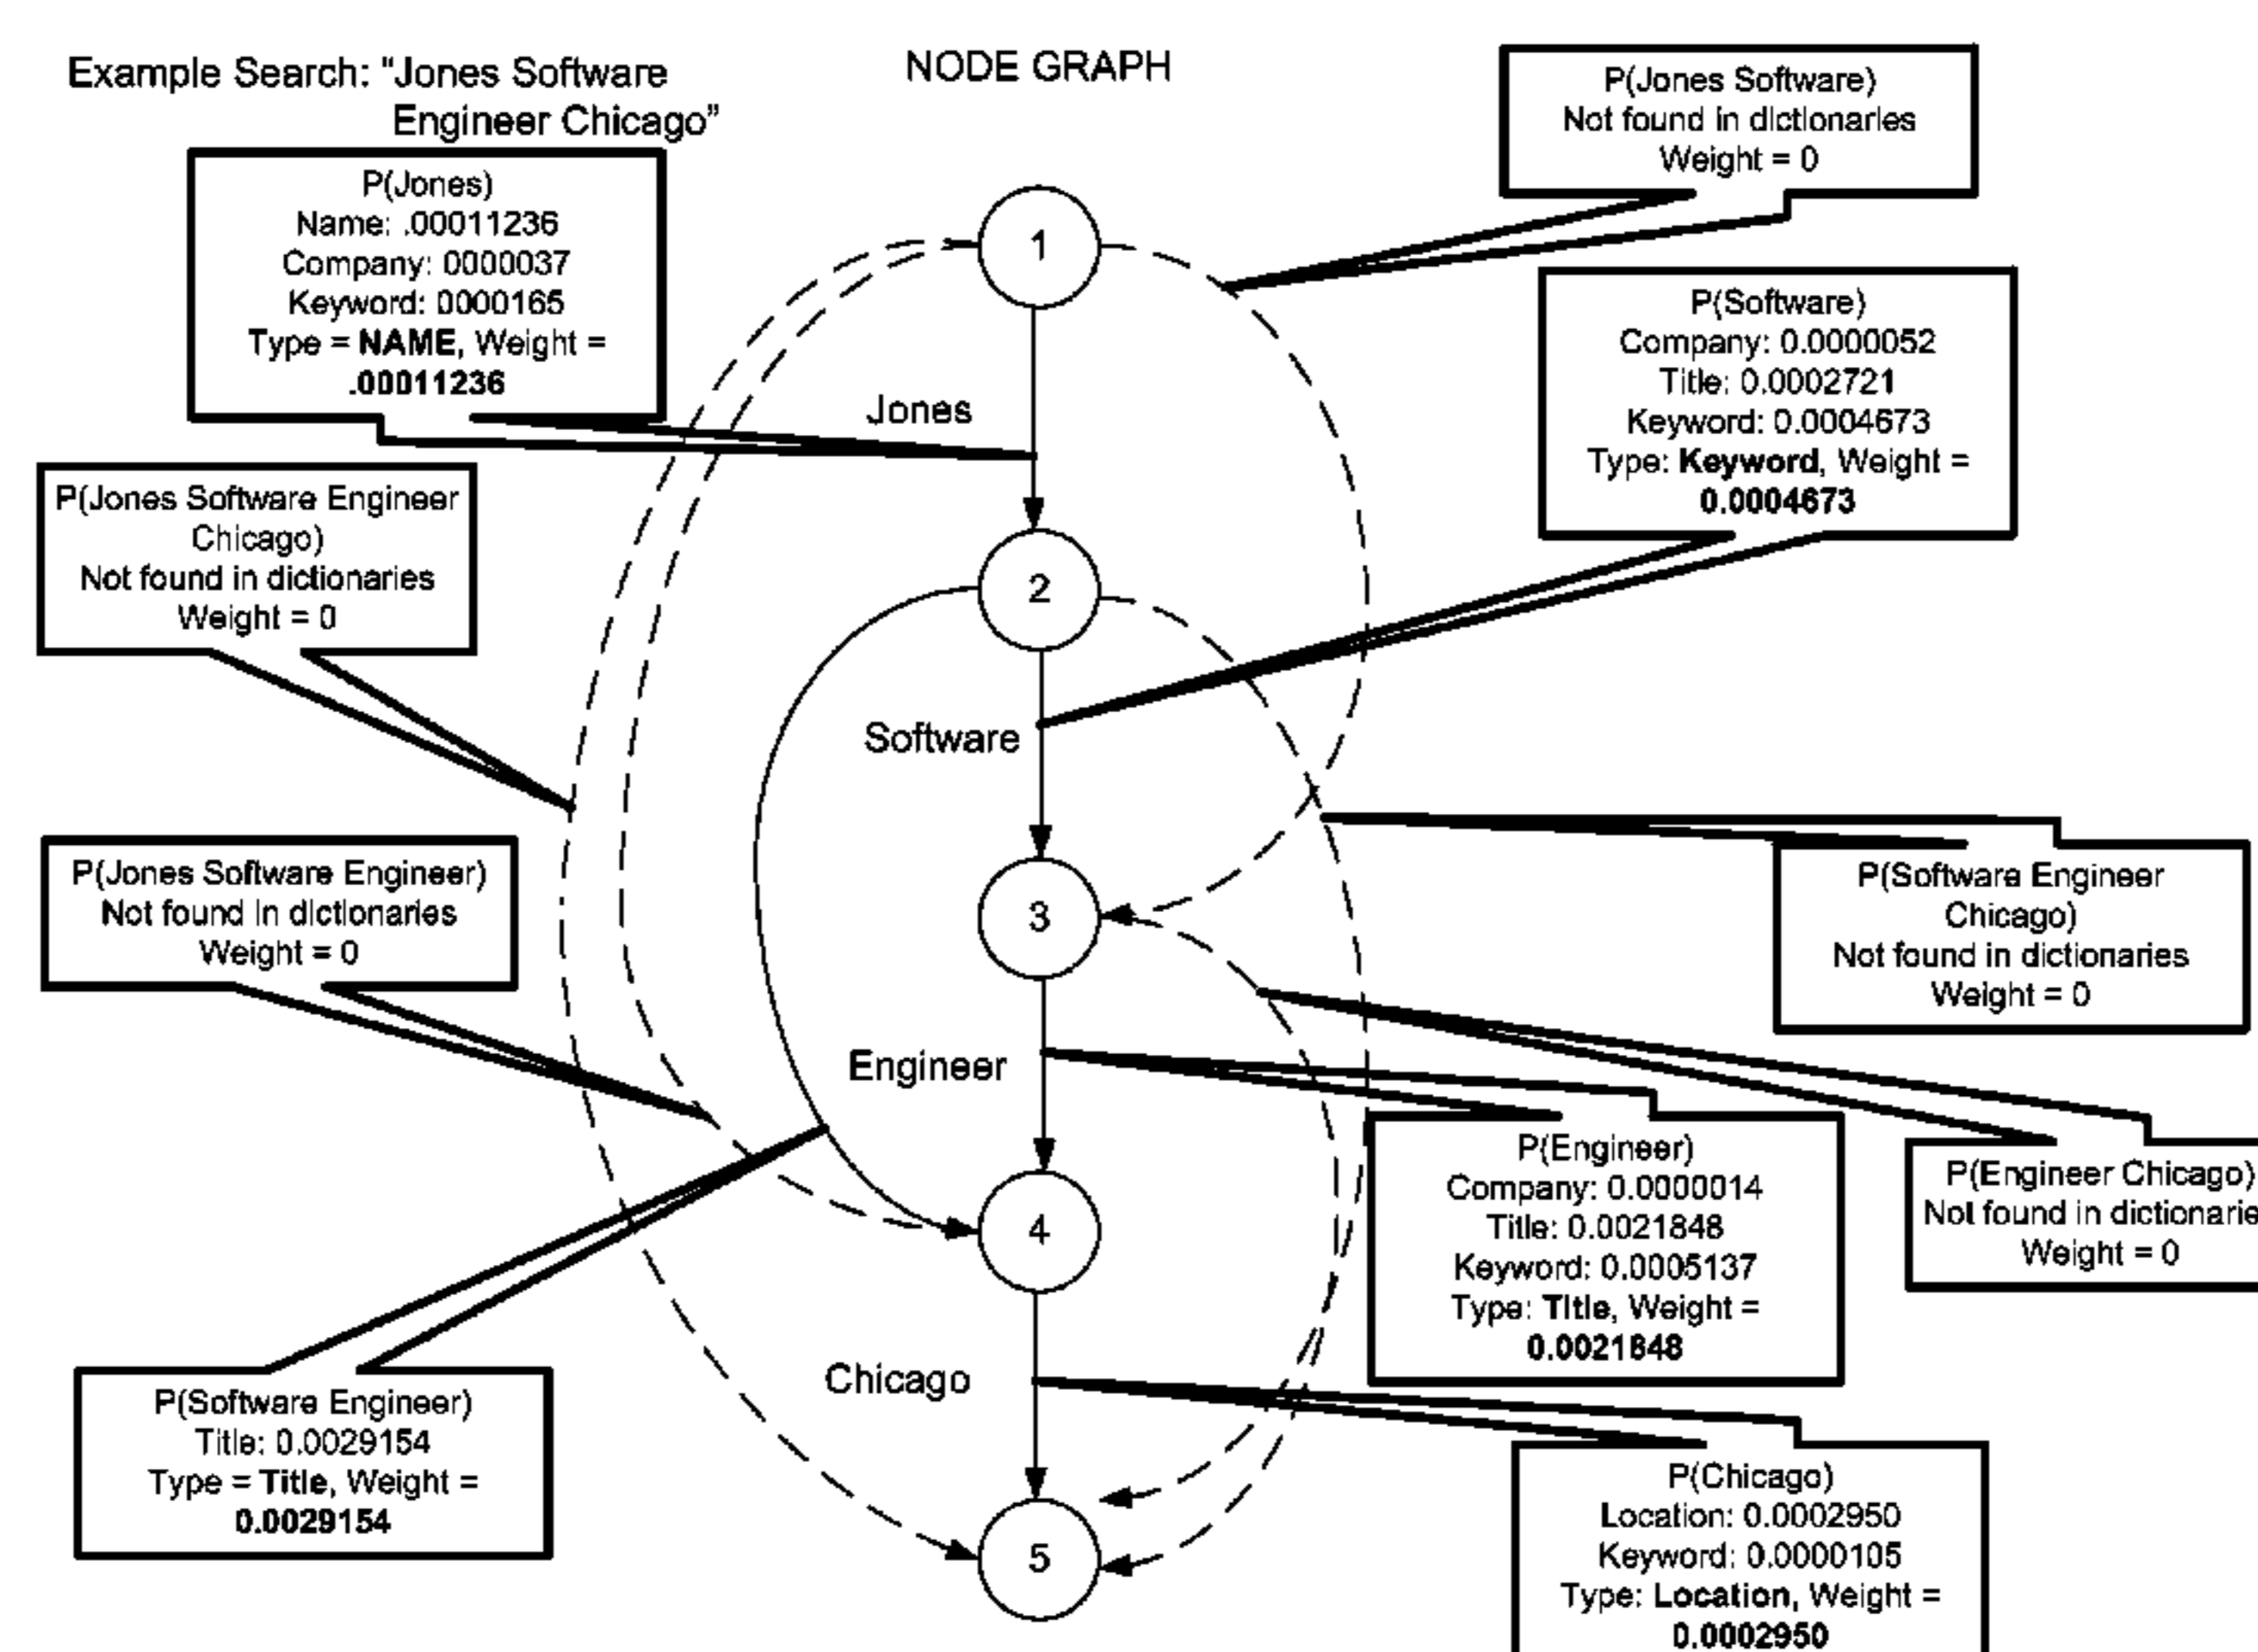 Example Search: "Jones Software
Engineer Chicago"
NODE GRAPH
P(Jones Software)
Not found in dictionaries
Weight = 0
P(Jones)
Name: .00011236
Company: 0000037
Keyword: 0000165
Type = NAME, Weight =
.00011236
1
P(Software)
Company: 0.0000052
Title: 0.0002721
Keyword: 0.0004673
Type: Keyword, Weight =
0.0004673
Jones
P(Jones Software Engineer
Chicago)
Not found in dictionaries
Weight = 0
2
Software
P(Jones Software Engineer)
Not found in dictionaries
Weight = 0
3
P(Software Engineer
Chicago)
Not found in dictionaries
Weight = 0
Engineer
P(Engineer)
Company: 0.0000014
Title: 0.0021848
Keyword: 0.0005137
Type: Title, Weight =
0.0021848
P(Engineer Chicago)
Not found in dictionarie
Weight = 0
4
Chicago
P(Software Engineer)
Title: 0.0029154
Type = Title, Weight =
0.0029154
P(Chicago)
Location: 0.0002950
Keyword: 0.0000105
Type: Location, Weight =
0.0002950
5